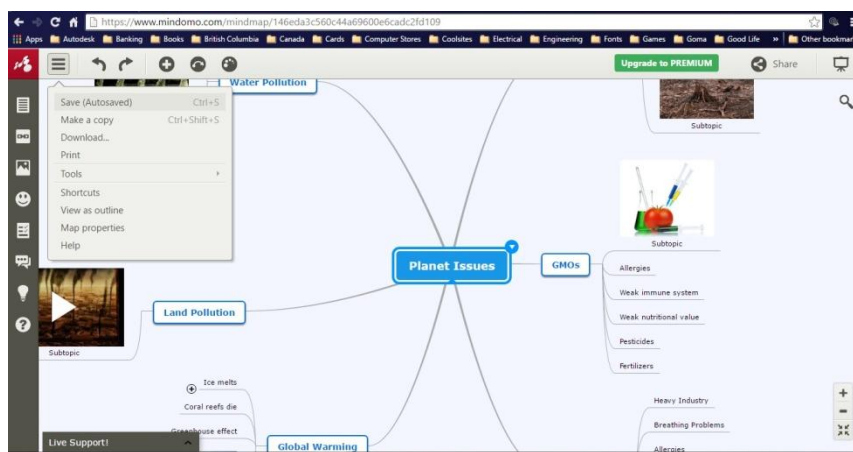 https://www.mindomo.com/mindmap/146eda3c560c44a69600e6cadc2fd109
Apps Autodesk Banking Books British Columbia Canada Cards Computer Stores Coolsites Electrical Engineering Fonts Games Goma Good Life » Other bookmar
Upgrade to PREMIUM Share
Water Pollution
Save (Autosaved) Ctrl+S
Make a copy Ctrl+Shift+S
Download...
Print
Tools
Shortcuts
View as outline
Map properties
Help
Subtopic
Subtopic
Planet Issues
GMOs
Allergies
Weak immune system
Weak nutritional value
Pesticides
Fertilizers
Land Pollution
Subtopic
Ice melts
Coral reefs die
Greenhouse effect
Global Warming
Heavy Industry
Breathing Problems
Allergies
Live Support!